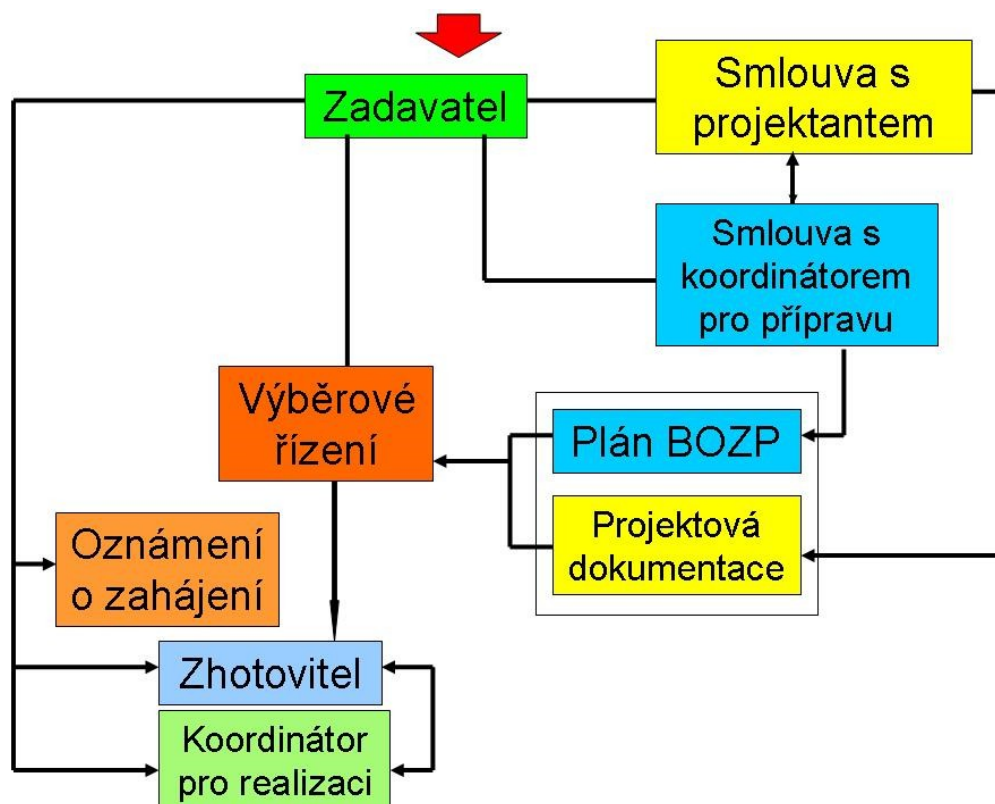 Zadavatel
Smlouva s
projektantem
Smlouva s
koordinátorem
pro přípravu
Výběrové
řízení
Plán BOZP
Projektová
dokumentace
Oznámení
o zahájení
Zhotovitel
Koordinátor
pro realizaci